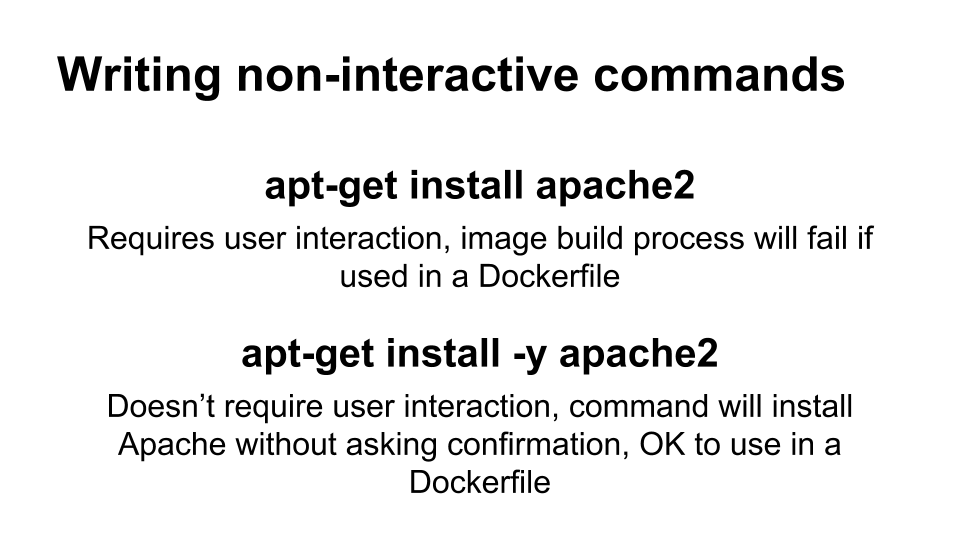 Writing non-interactive commands
apt-get install apache2
Requires user interaction, image build process will fail if
used in a Dockerfile
apt-get install -y apache2
Doesn’t require user interaction, command will install
Apache without asking confirmation, OK to use in a
Dockerfile